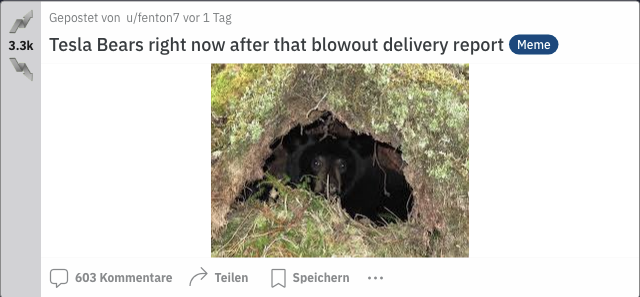 Gepostet von u/fenton7 vor 1 Tag
3.3k
Tesla Bears right now after that blowout delivery report Meme
603 Kommentare Teilen Speichern